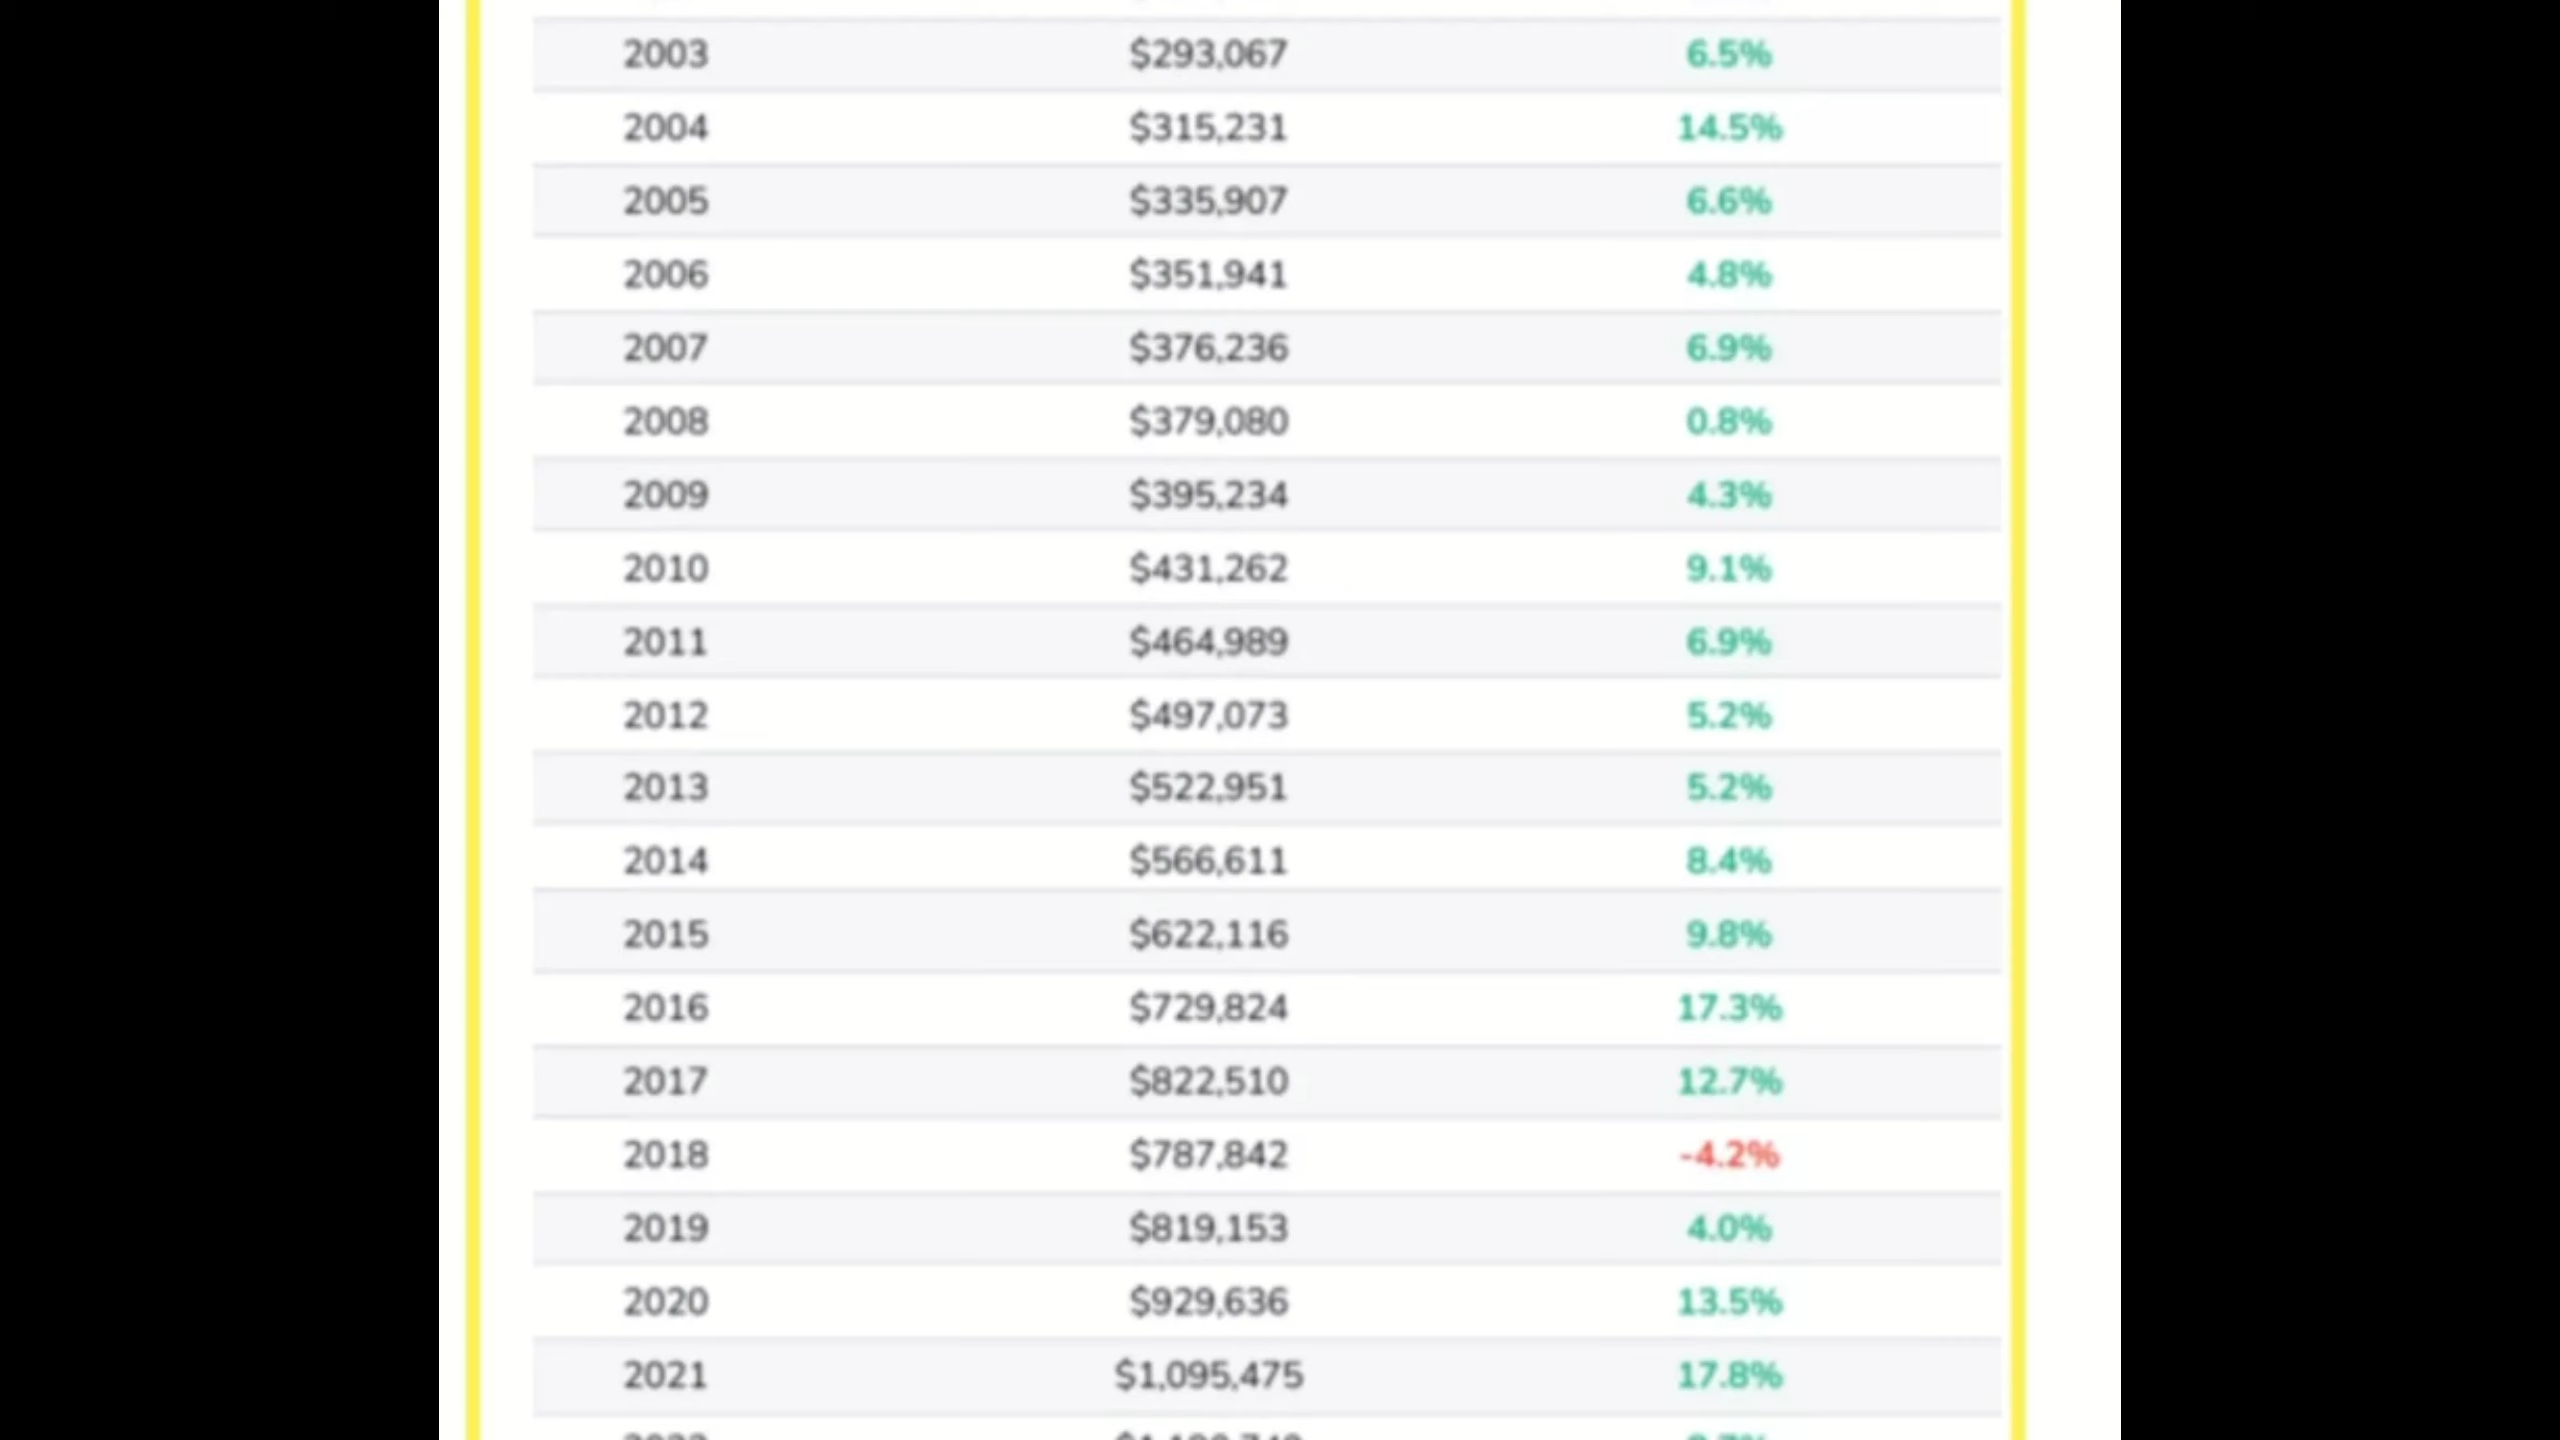 2003 $293,067 6.5%
2004 $315,231 14.5%
2005 $335,907 6.6%
2006 $351,941 4.8%
2007 $376,236 6.9%
2008 $379,080 0.8%
2009 $395,234 4.3%
2010 $431,262 9.1%
2011 $464,989 6.9%
2012 $497,073 5.2%
2013 $522,951 5.2%
2014 $566,611 8.4%
2015 $622,116 9.8%
2016 $729,824 17.3%
2017 $822,510 12.7%
2018 $787,842 -4.2%
2019 $819,153 4.0%
2020 $929,636 13.5%
2021 $1,095,475 17.8%